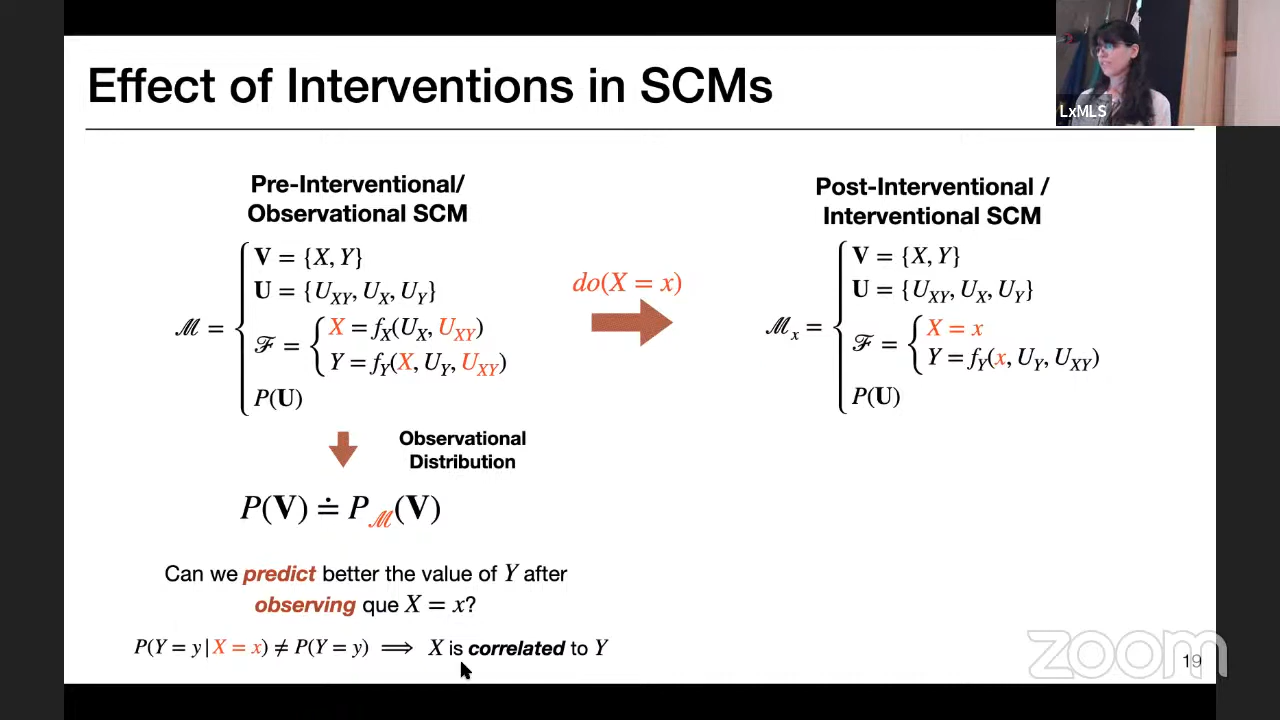 Effect of Interventions in SCMs
LxMLS
Pre-Interventional/
Observational SCM
V = {X, Y}
U = {U_XY, U_X, U_Y}
ℳ =
ℱ =
X = f_X(U_X, U_XY)
Y = f_Y(X, U_Y, U_XY)
P(U)
do(X = x)
Post-Interventional /
Interventional SCM
V = {X, Y}
U = {U_XY, U_X, U_Y}
ℳ_x =
ℱ =
X = x
Y = f_Y(x, U_Y, U_XY)
P(U)
Observational
Distribution
P(V) ≐ P_ℳ(V)
Can we predict better the value of Y after
observing que X = x?
P(Y = y | X = x) ≠ P(Y = y) ⟹ X is correlated to Y
zoom
19